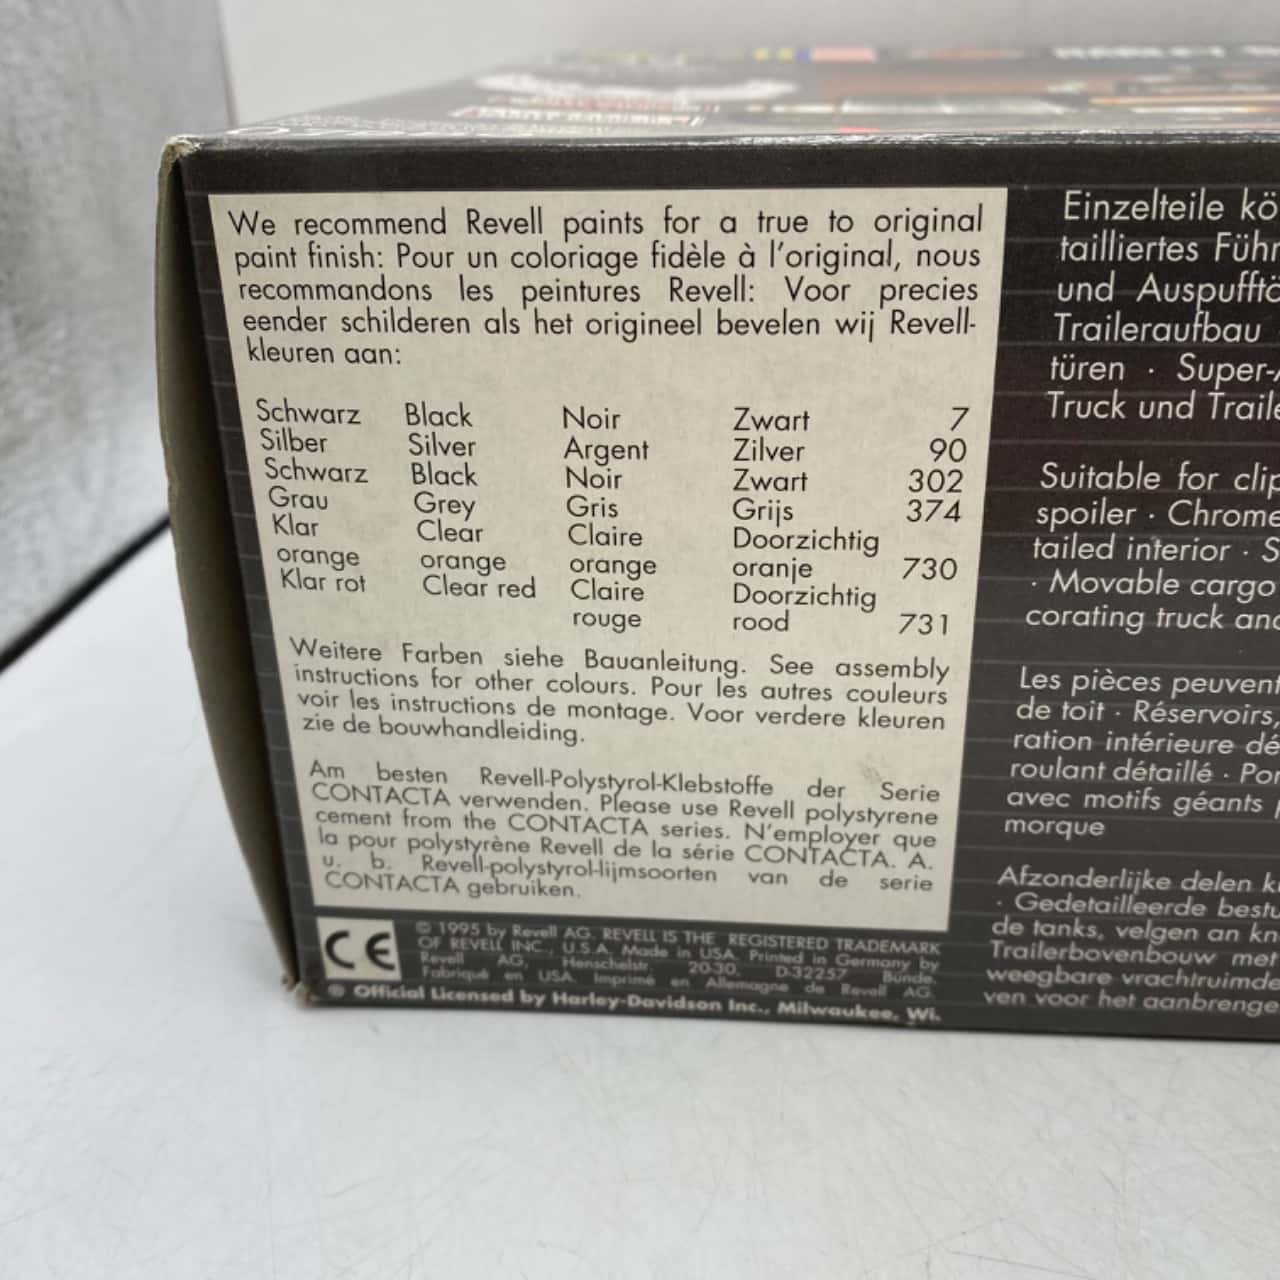 We recommend Revell paints for a true to original
paint finish: Pour un coloriage fidèle à l'original, nous
recommandons les peintures Revell: Voor precies
eender schilderen als het origineel bevelen wij Revell-
kleuren aan:
Schwarz Black Noir Zwart 7
Silber Silver Argent Zilver 90
Schwarz Black Noir Zwart 302
Grau Grey Gris Grijs 374
Klar Clear Claire Doorzichtig
orange orange orange oranje 730
Klar rot Clear red Claire Doorzichtig
rouge rood 731
Weitere Farben siehe Bauanleitung. See assembly
instructions for other colours. Pour les autres couleurs
voir les instructions de montage. Voor verdere kleuren
zie de bouwhandleiding.
Am besten Revell-Polystyrol-Klebstoffe der Serie
CONTACTA verwenden. Please use Revell polystyrene
cement from the CONTACTA series. N'employer que
la pour polystyrène Revell de la série CONTACTA. A.
u. b. Revell-polystyrol-lijmsoorten van de serie
CONTACTA gebruiken.
CE
© 1995 by Revell AG. REVELL IS THE REGISTERED TRADEMARK
OF REVELL INC., U.S.A. Made in USA. Printed in Germany by
Revell AG, Henschelstr. 20-30, D-32257 Bünde.
Fabriqué en USA. Imprimé en Allemagne de Revell AG.
® Official Licensed by Harley-Davidson Inc., Milwaukee, Wi.
Einzelteile kö
tailliertes Führ
und Auspufftö
Traileraufbau
türen · Super-A
Truck und Traile
Suitable for clip
spoiler · Chrome
tailed interior · S
· Movable cargo
corating truck and
Les pièces peuvent
de toit · Réservoirs,
ration intérieure dé
roulant détaillé · Por
avec motifs géants
morque
Afzonderlijke delen kl
· Gedetailleerde bestu
de tanks, velgen an kn
Trailerbovenbouw met
weegbare vrachtruimde
ven voor het aanbrenge